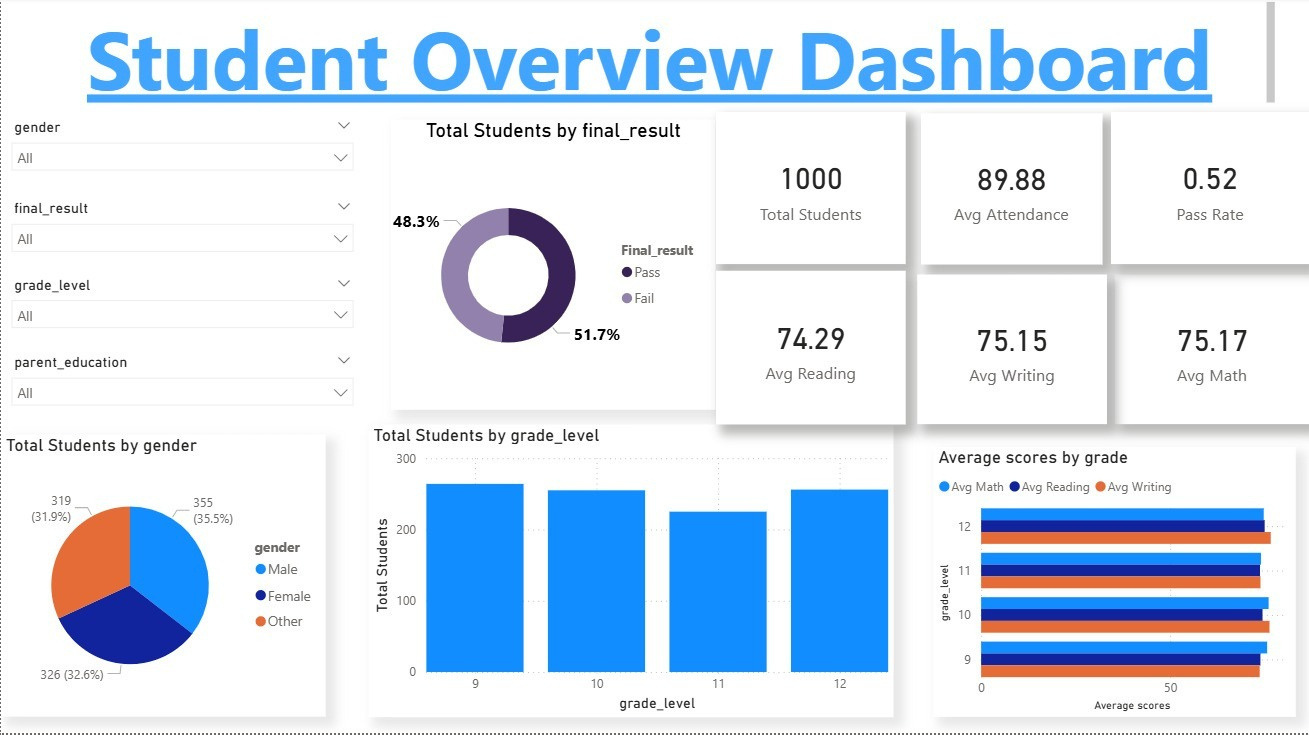 Student Overview Dashboard
gender
All
final_result
All
grade_level
All
parent_education
All
Total Students by final_result
48.3%
51.7%
Final_result
Pass
Fail
1000
Total Students
89.88
Avg Attendance
0.52
Pass Rate
74.29
Avg Reading
75.15
Avg Writing
75.17
Avg Math
Total Students by gender
319
(31.9%)
355
(35.5%)
326 (32.6%)
gender
Male
Female
Other
Total Students by grade_level
Total Students
300
200
100
0
9 10 11 12
grade_level
Average scores by grade
Avg Math Avg Reading Avg Writing
grade_level
12
11
10
9
0 50
Average scores